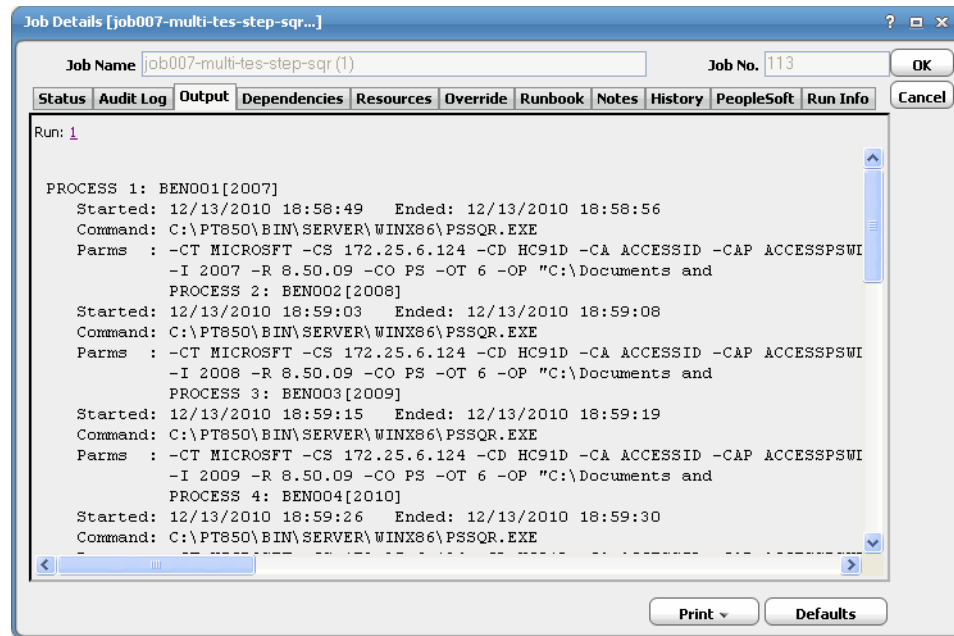 Job Details [job007-multi-tes-step-sqr...]
Job Name job007-multi-tes-step-sqr (1) Job No. 113 OK
Status Audit Log Output Dependencies Resources Override Runbook Notes History PeopleSoft Run Info Cancel
Run: 1
PROCESS 1: BEN001[2007]
Started: 12/13/2010 18:58:49 Ended: 12/13/2010 18:58:56
Command: C:\PT850\BIN\SERVER\WINX86\PSSQR.EXE
Parms : -CT MICROSFT -CS 172.25.6.124 -CD HC91D -CA ACCESSID -CAP ACCESSPSWI
-I 2007 -R 8.50.09 -CO PS -OT 6 -OP "C:\Documents and
PROCESS 2: BEN002[2008]
Started: 12/13/2010 18:59:03 Ended: 12/13/2010 18:59:08
Command: C:\PT850\BIN\SERVER\WINX86\PSSQR.EXE
Parms : -CT MICROSFT -CS 172.25.6.124 -CD HC91D -CA ACCESSID -CAP ACCESSPSWI
-I 2008 -R 8.50.09 -CO PS -OT 6 -OP "C:\Documents and
PROCESS 3: BEN003[2009]
Started: 12/13/2010 18:59:15 Ended: 12/13/2010 18:59:19
Command: C:\PT850\BIN\SERVER\WINX86\PSSQR.EXE
Parms : -CT MICROSFT -CS 172.25.6.124 -CD HC91D -CA ACCESSID -CAP ACCESSPSWI
-I 2009 -R 8.50.09 -CO PS -OT 6 -OP "C:\Documents and
PROCESS 4: BEN004[2010]
Started: 12/13/2010 18:59:26 Ended: 12/13/2010 18:59:30
Command: C:\PT850\BIN\SERVER\WINX86\PSSQR.EXE
Print Defaults